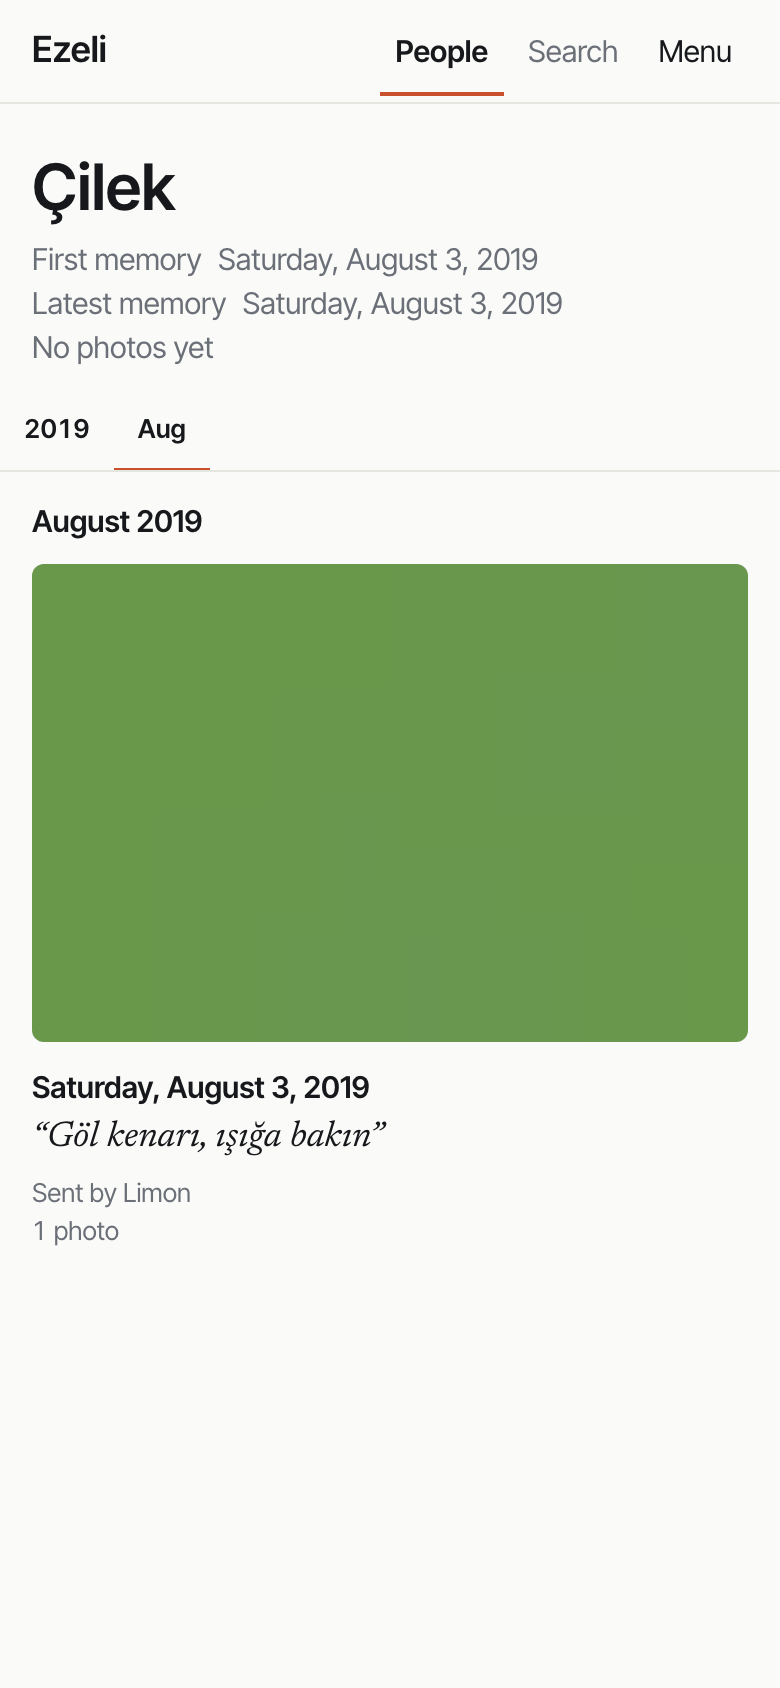 Ezeli
People Search Menu
Çilek
First memory Saturday, August 3, 2019
Latest memory Saturday, August 3, 2019
No photos yet
2019 Aug
August 2019
Saturday, August 3, 2019
“Göl kenarı, ışığa bakın”
Sent by Limon
1 photo